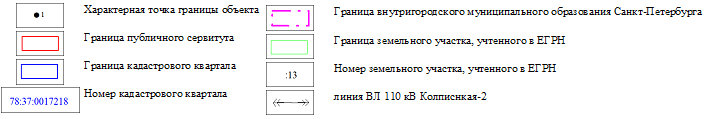 1 Характерная точка границы объекта
Граница публичного сервитута
Граница кадастрового квартала
78:37:0017218 Номер кадастрового квартала
Граница внутригородского муниципального образования Санкт-Петербурга
Граница земельного участка, учтенного в ЕГРН
:13 Номер земельного участка, учтенного в ЕГРН
линия ВЛ 110 кВ Колписнкая-2